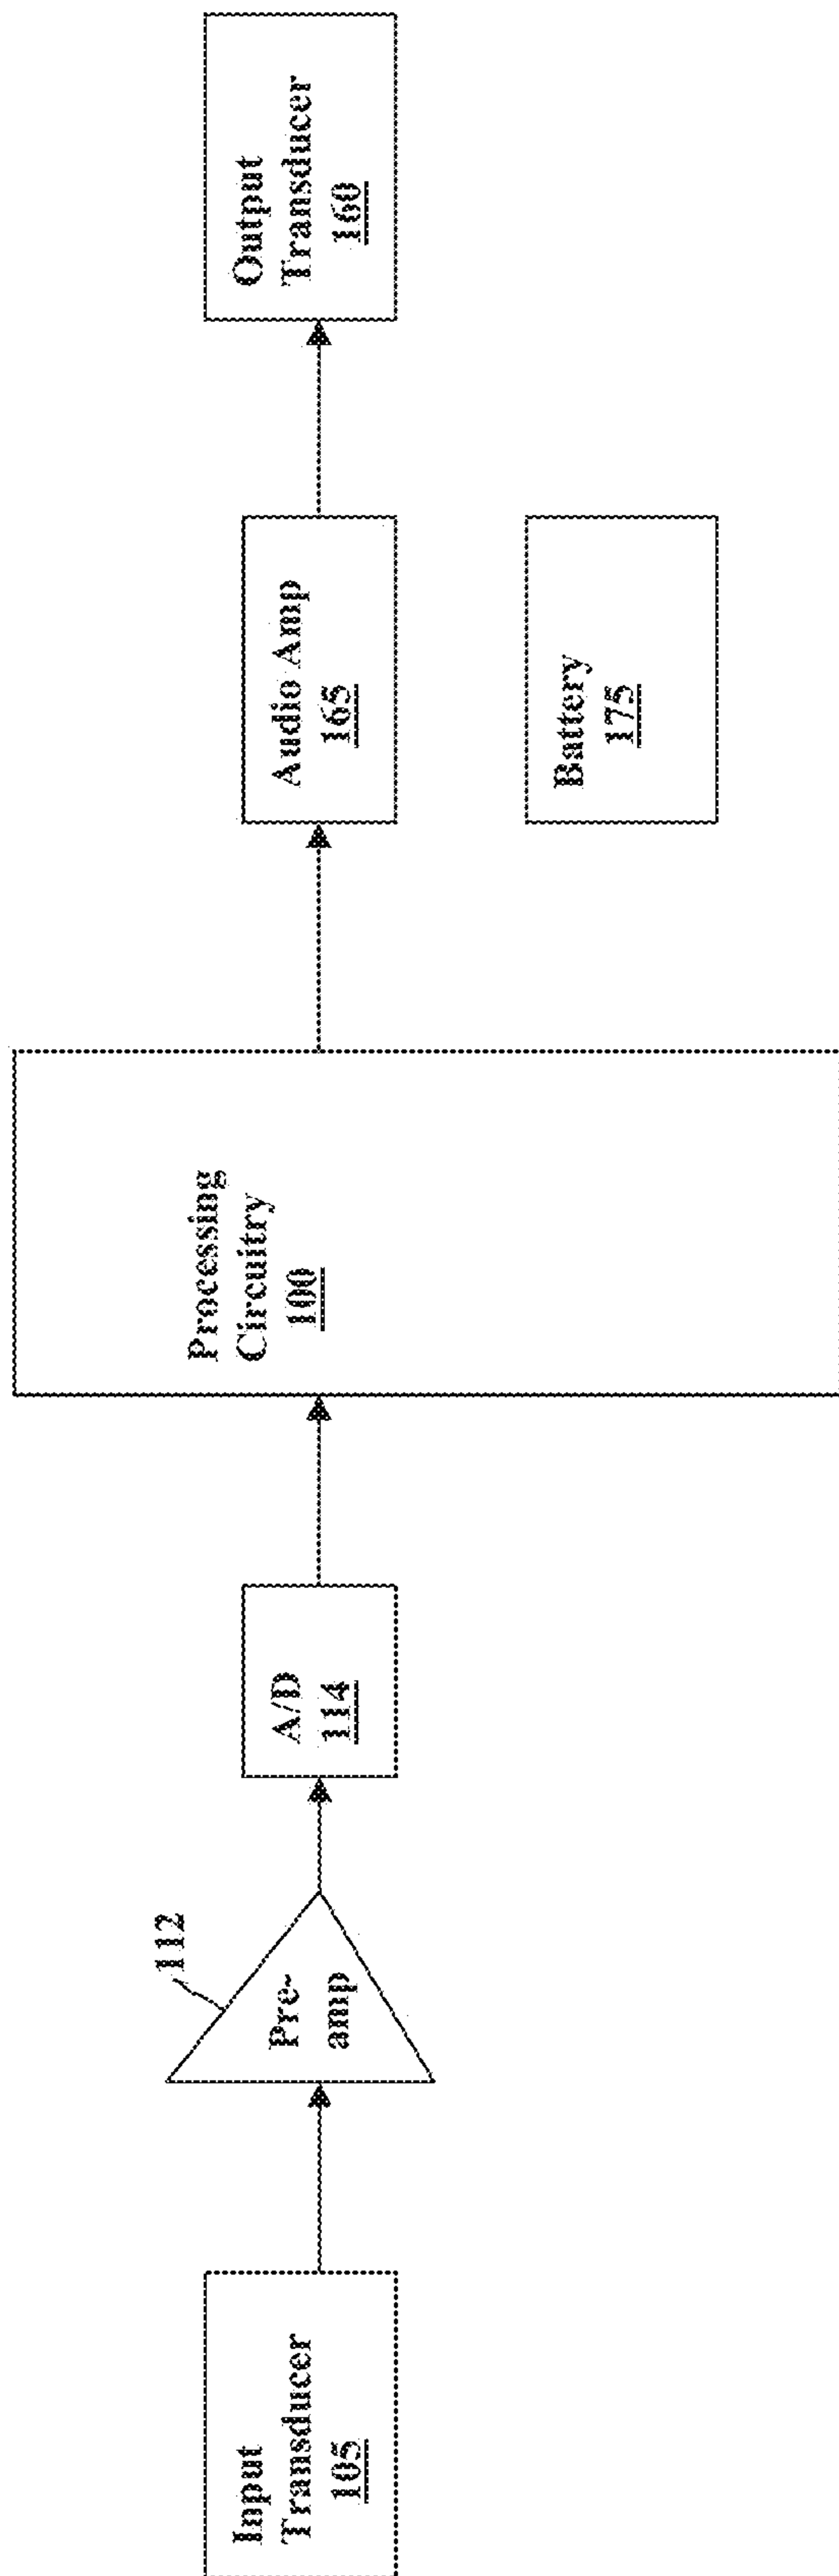 Input
Transducer
105
112
Pre-
amp
A/D
114
Processing
Circuitry
100
Audio Amp
165
Battery
175
Output
Transducer
160